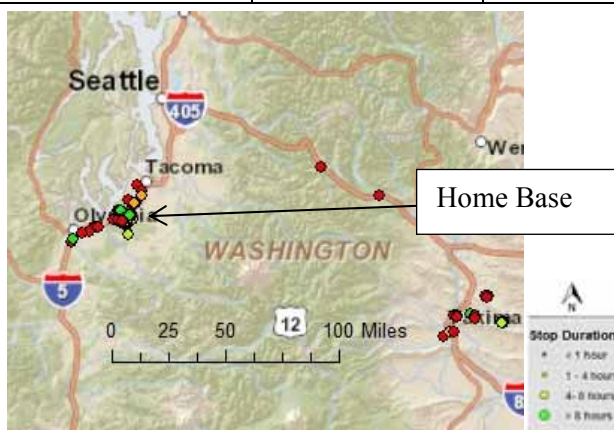 Seattle
405
Tacoma
Home Base
WASHINGTON
5
0 25 50 12 100 Miles
N
Stop Duration
< 1 hour
1 - 4 hour
4- 8 hours
> 8 hours